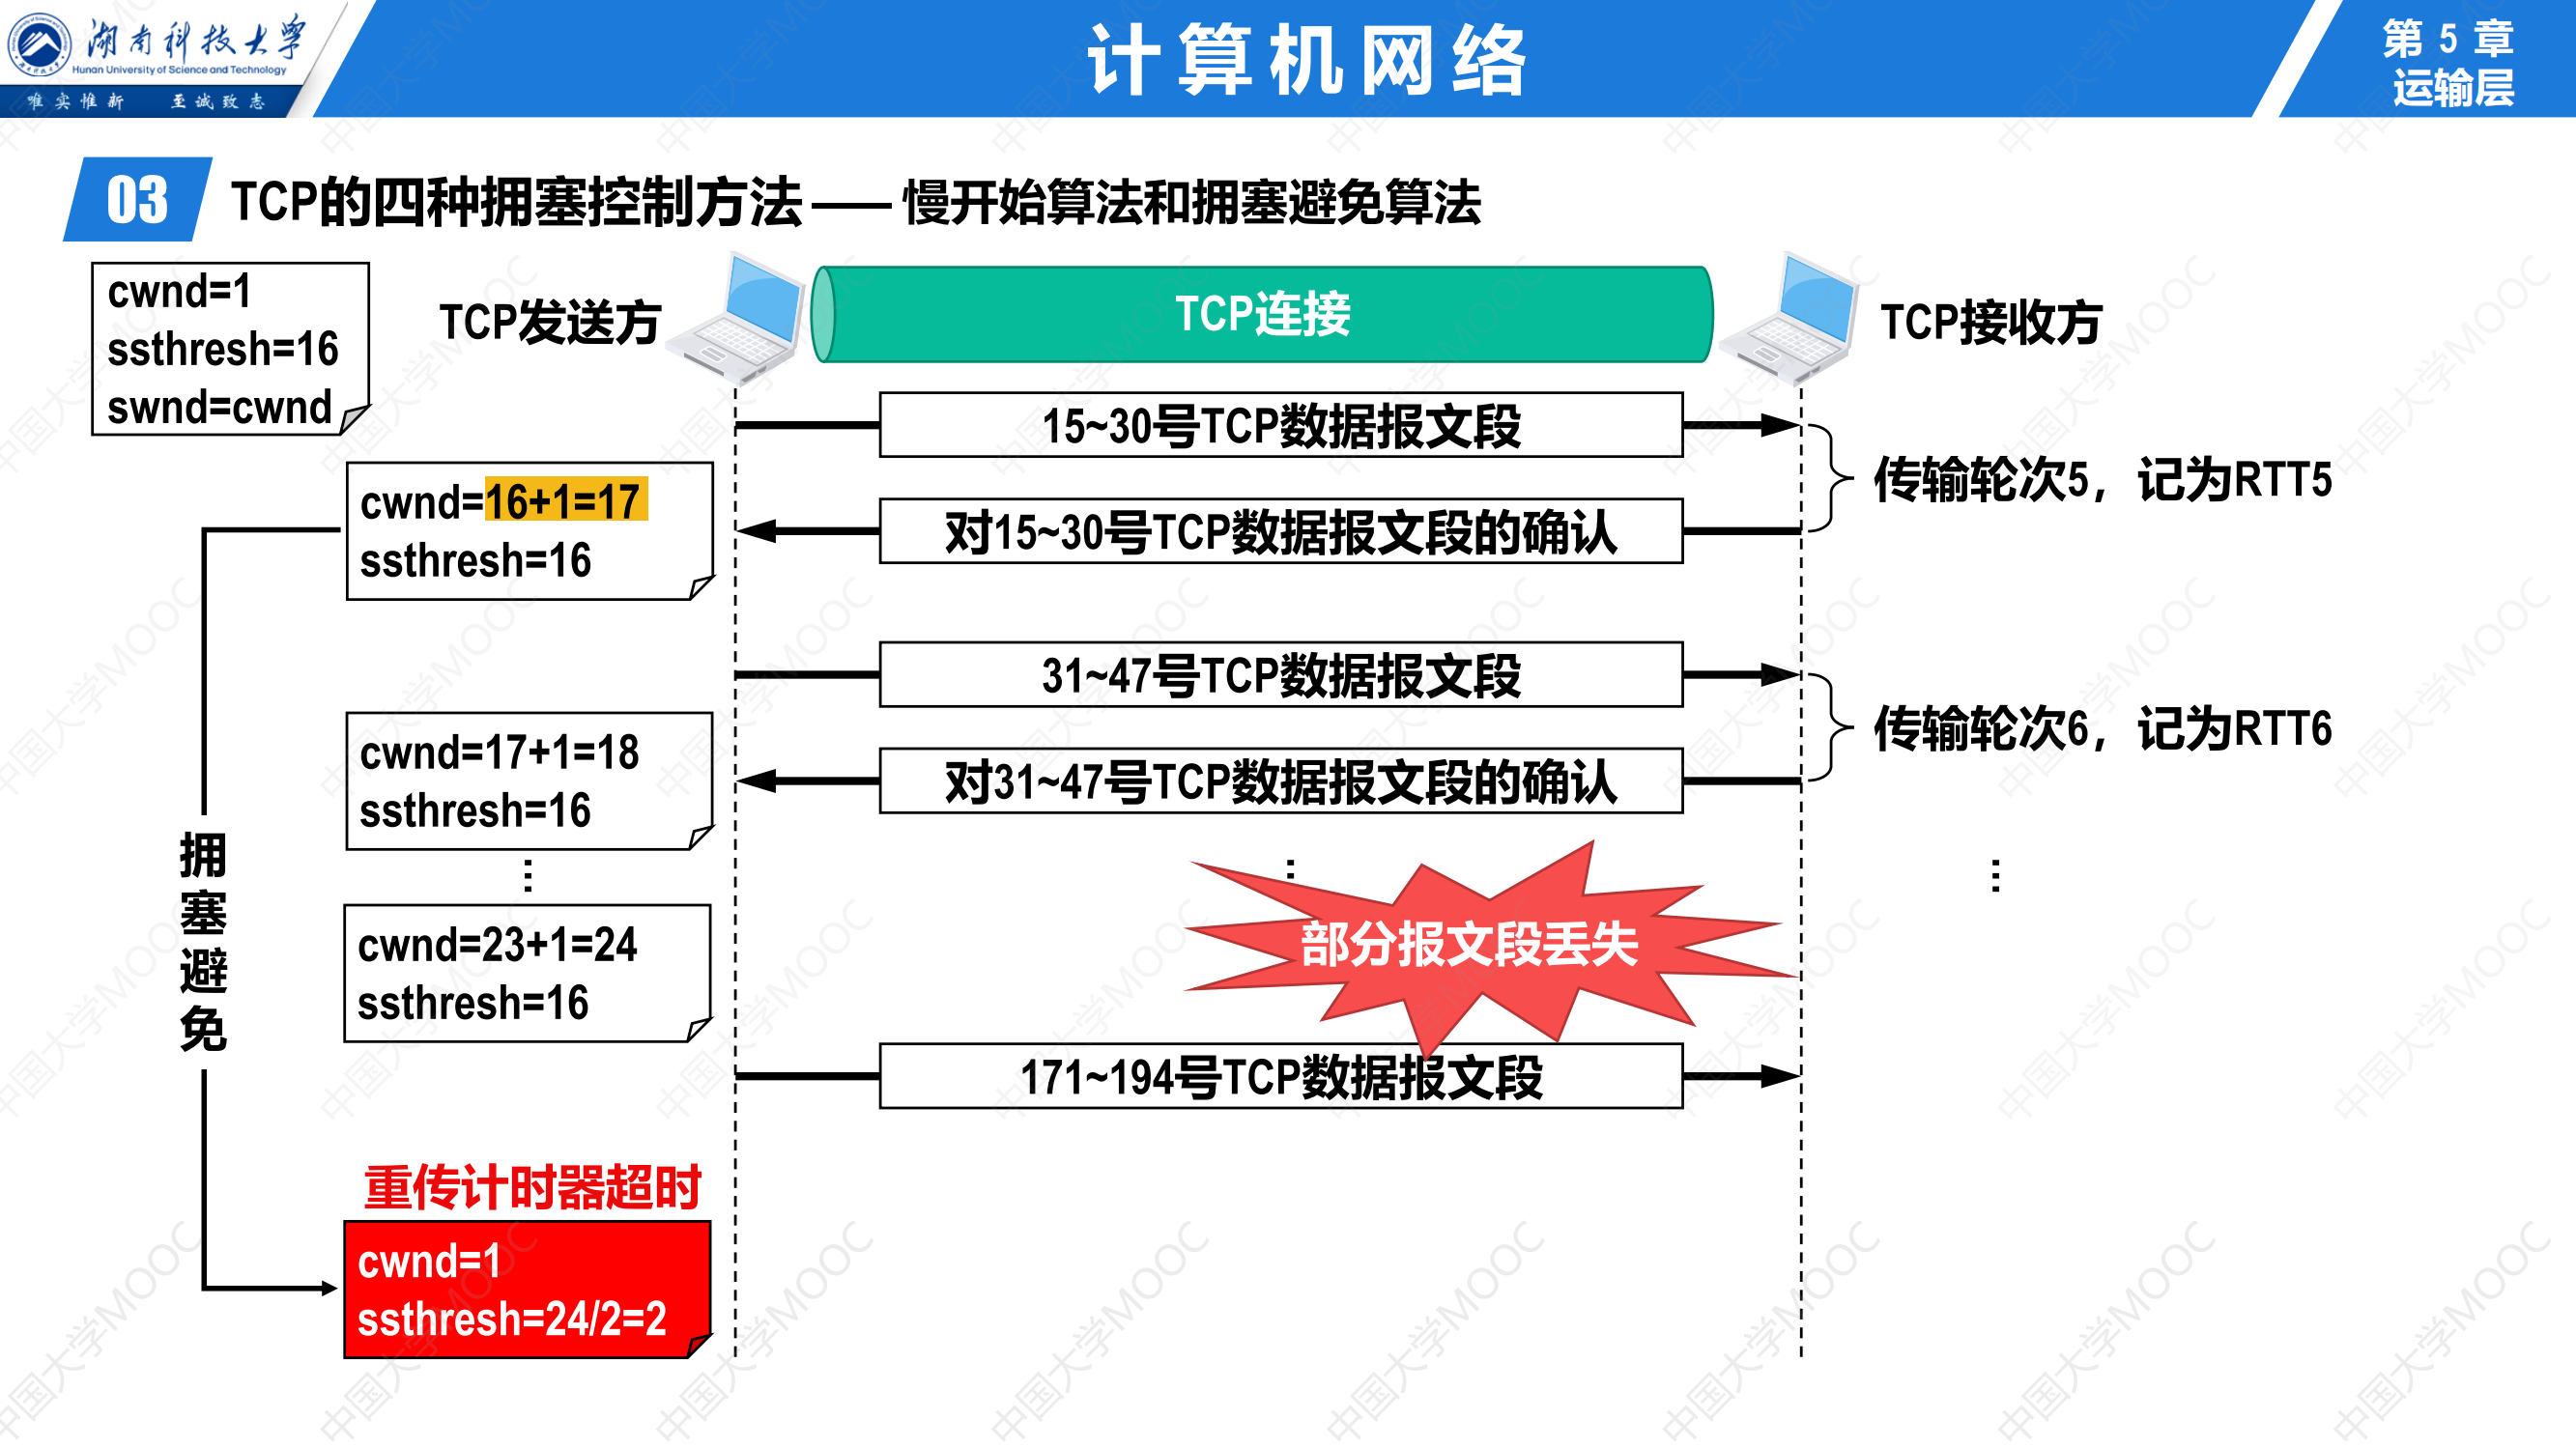 湖南科技大学
Hunan University of Science and Technology
唯实惟新 至诚致志
计算机网络
第 5 章
运输层
03
TCP的四种拥塞控制方法——慢开始算法和拥塞避免算法
cwnd=1
ssthresh=16
swnd=cwnd
TCP发送方
TCP连接
TCP接收方
15~30号TCP数据报文段
cwnd=16+1=17
ssthresh=16
对15~30号TCP数据报文段的确认
传输轮次5，记为RTT5
31~47号TCP数据报文段
cwnd=17+1=18
ssthresh=16
对31~47号TCP数据报文段的确认
传输轮次6，记为RTT6
拥塞避免
…
…
…
cwnd=23+1=24
ssthresh=16
部分报文段丢失
171~194号TCP数据报文段
重传计时器超时
cwnd=1
ssthresh=24/2=2
中国大学MOOC